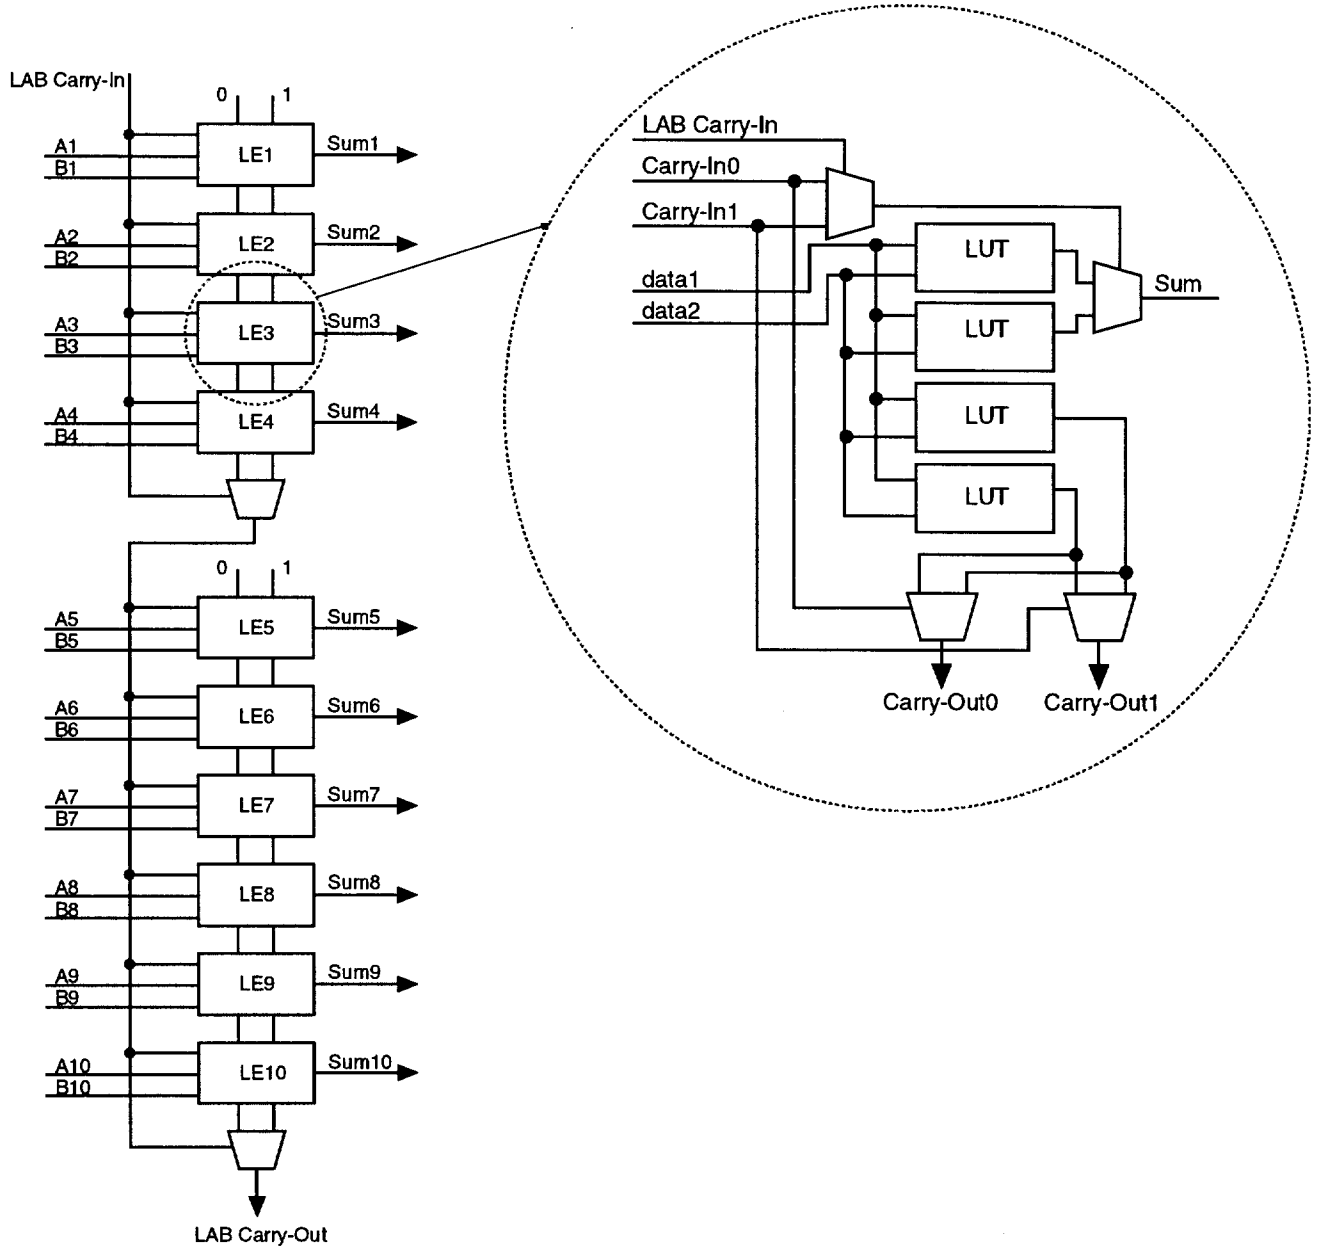 LAB Carry-In
0 1
A1
B1
LE1
Sum1
A2
B2
LE2
Sum2
A3
B3
LE3
Sum3
A4
B4
LE4
Sum4
0 1
A5
B5
LE5
Sum5
A6
B6
LE6
Sum6
A7
B7
LE7
Sum7
A8
B8
LE8
Sum8
A9
B9
LE9
Sum9
A10
B10
LE10
Sum10
LAB Carry-Out
LAB Carry-In
Carry-In0
Carry-In1
data1
data2
LUT
LUT
LUT
LUT
Sum
Carry-Out0
Carry-Out1